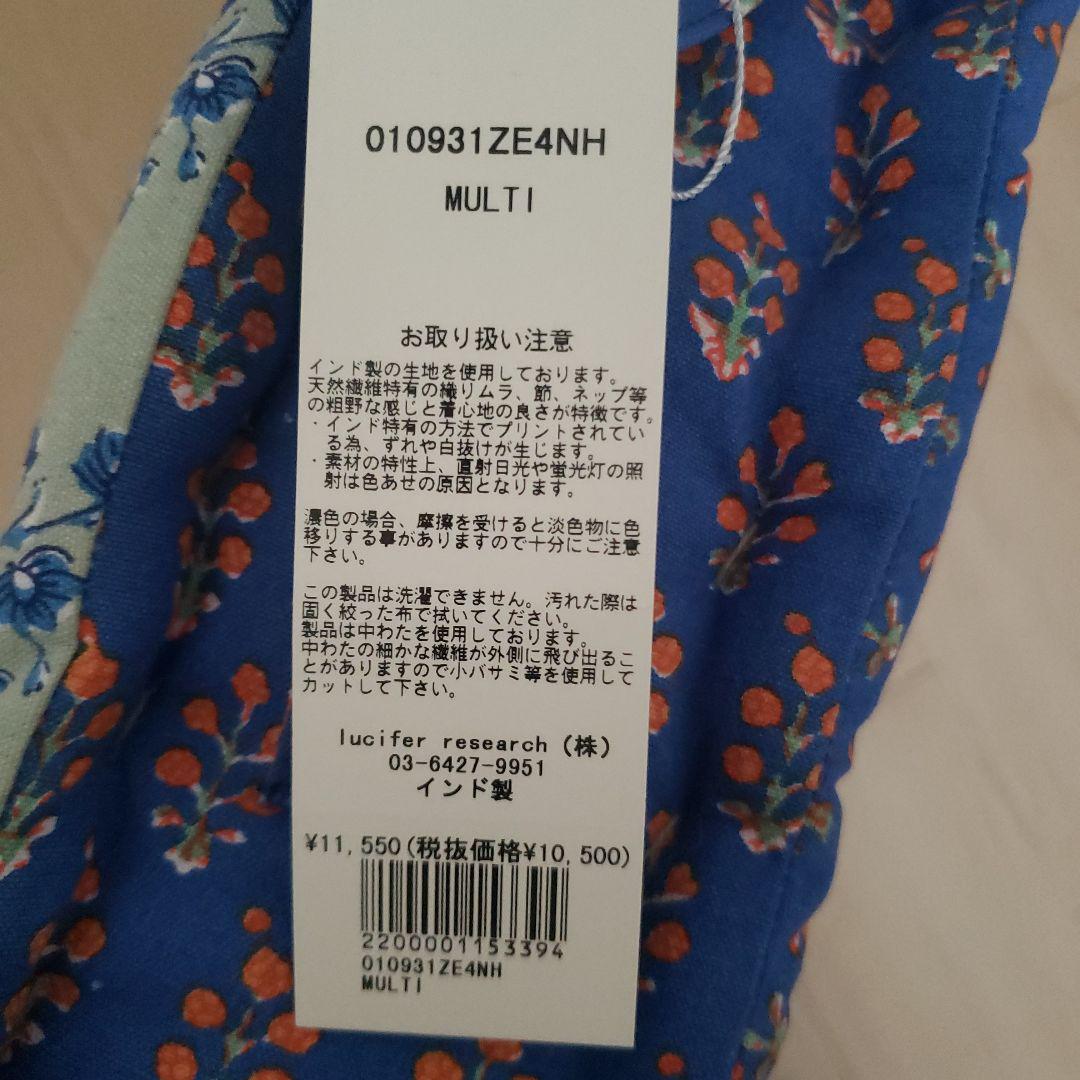 010931ZE4NH
MULTI
お取り扱い注意
インド製の生地を使用しております。
天然繊維特有の織りムラ、節、ネップ等
の粗野な感じと着心地の良さが特徴です。
・インド特有の方法でプリントされてい
る為、ずれや白抜けが生じます。
・素材の特性上、直射日光や蛍光灯の照
射は色あせの原因となります。
濃色の場合、摩擦を受けると淡色物に色
移りする事がありますので十分にご注意
下さい。
この製品は洗濯できません。汚れた際は
固く絞った布で拭いてください。
製品は中わたを使用しております。
中わたの細かな繊維が外側に飛び出るこ
とがありますので小バサミ等を使用して
カットして下さい。
lucifer research（株）
03-6427-9951
インド製
¥11,550(税抜価格¥10,500)
2200001153394
010931ZE4NH
MULTI